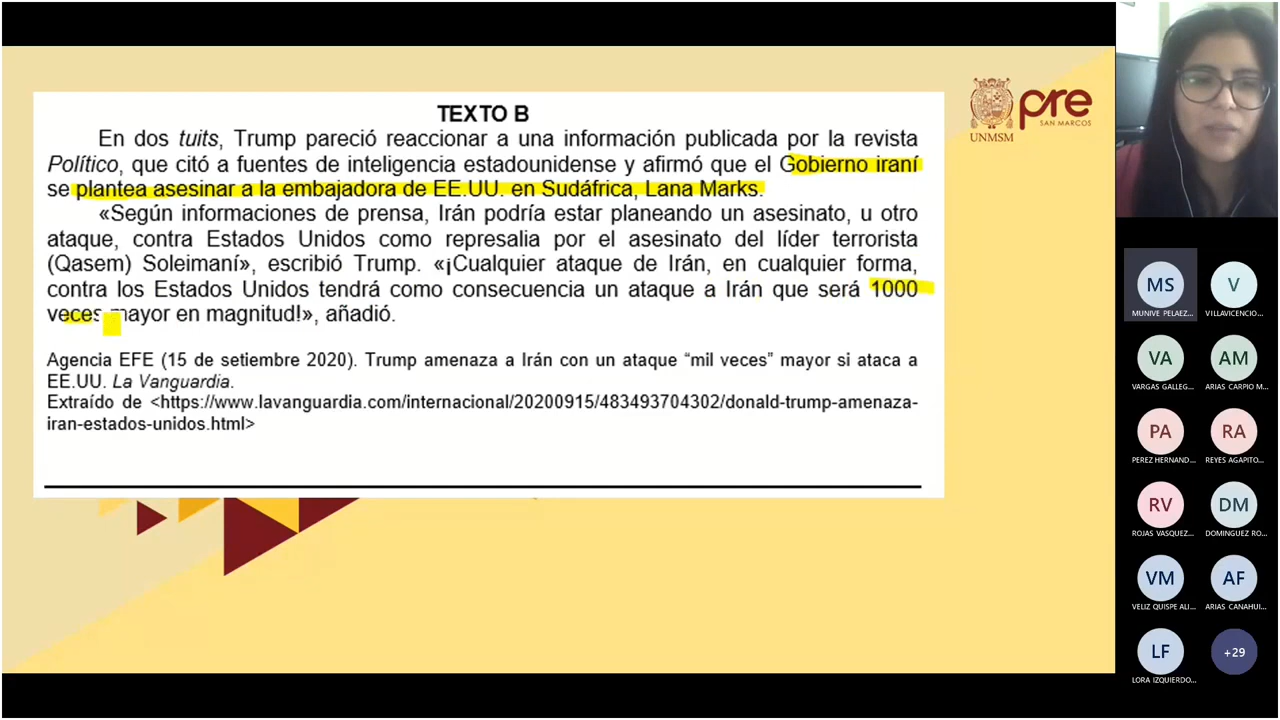 TEXTO B
En dos tuits, Trump pareció reaccionar a una información publicada por la revista
Político, que citó a fuentes de inteligencia estadounidense y afirmó que el Gobierno iraní
se plantea asesinar a la embajadora de EE.UU. en Sudáfrica, Lana Marks.
«Según informaciones de prensa, Irán podría estar planeando un asesinato, u otro
ataque, contra Estados Unidos como represalia por el asesinato del líder terrorista
(Qasem) Soleimaní», escribió Trump. «¡Cualquier ataque de Irán, en cualquier forma,
contra los Estados Unidos tendrá como consecuencia un ataque a Irán que será 1000
veces mayor en magnitud!», añadió.
Agencia EFE (15 de setiembre 2020). Trump amenaza a Irán con un ataque “mil veces” mayor si ataca a
EE.UU. La Vanguardia.
Extraído de <https://www.lavanguardia.com/internacional/20200915/483493704302/donald-trump-amenaza-
iran-estados-unidos.html>
UNMSM
pre
SAN MARCOS
MS
MUNIVE PELAEZ...
V
VILLAVICENCIO...
VA
VARGAS GALLEG...
AM
ARIAS CARPIO M...
PA
PEREZ HERNAND...
RA
REYES AGAPITO...
RV
ROJAS VASQUEZ...
DM
DOMINGUEZ RO...
VM
VELIZ QUISPE ALI...
AF
ARIAS CANAHUI...
LF
LORA IZQUIERDO...
+29